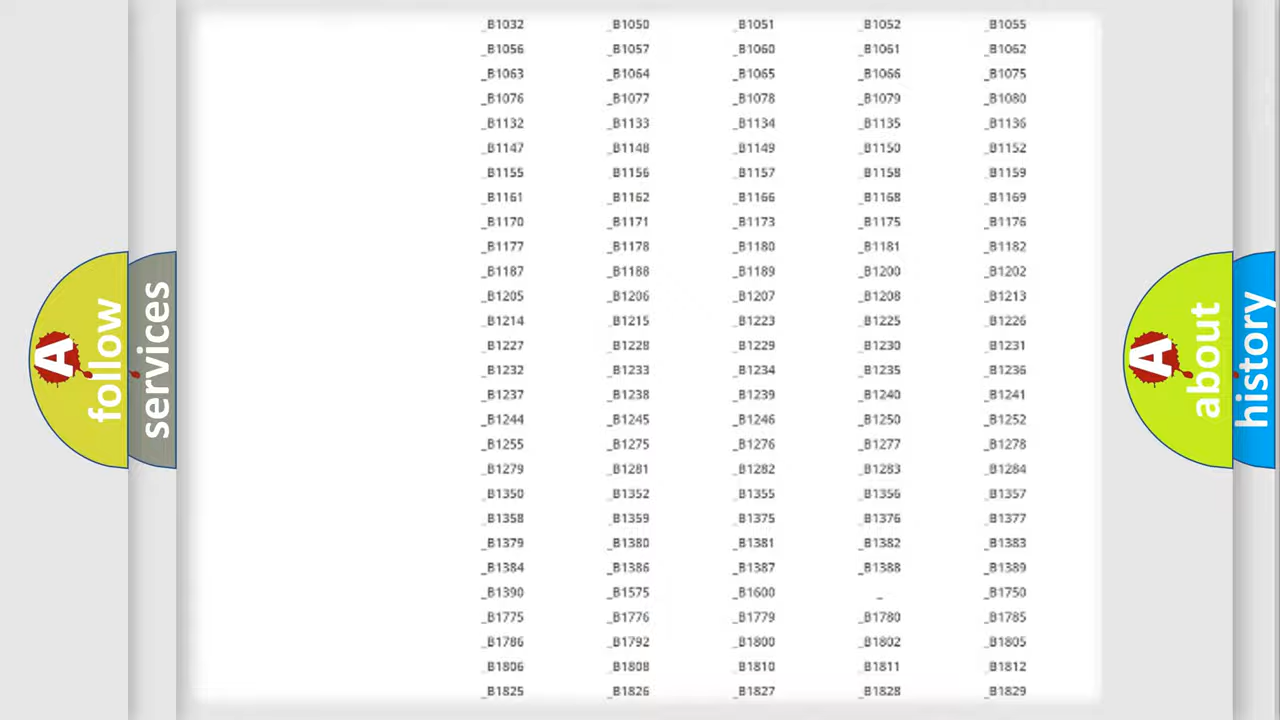 _B1032 _B1050 _B1051 _B1052 _B1055
_B1056 _B1057 _B1060 _B1061 _B1062
_B1063 _B1064 _B1065 _B1066 _B1075
_B1076 _B1077 _B1078 _B1079 _B1080
_B1132 _B1133 _B1134 _B1135 _B1136
_B1147 _B1148 _B1149 _B1150 _B1152
_B1155 _B1156 _B1157 _B1158 _B1159
_B1161 _B1162 _B1166 _B1168 _B1169
_B1170 _B1171 _B1173 _B1175 _B1176
_B1177 _B1178 _B1180 _B1181 _B1182
_B1187 _B1188 _B1189 _B1200 _B1202
_B1205 _B1206 _B1207 _B1208 _B1213
_B1214 _B1215 _B1223 _B1225 _B1226
_B1227 _B1228 _B1229 _B1230 _B1231
_B1232 _B1233 _B1234 _B1235 _B1236
_B1237 _B1238 _B1239 _B1240 _B1241
_B1244 _B1245 _B1246 _B1250 _B1252
_B1255 _B1275 _B1276 _B1277 _B1278
_B1279 _B1281 _B1282 _B1283 _B1284
_B1350 _B1352 _B1355 _B1356 _B1357
_B1358 _B1359 _B1375 _B1376 _B1377
_B1379 _B1380 _B1381 _B1382 _B1383
_B1384 _B1386 _B1387 _B1388 _B1389
_B1390 _B1575 _B1600 _ _B1750
_B1775 _B1776 _B1779 _B1780 _B1785
_B1786 _B1792 _B1800 _B1802 _B1805
_B1806 _B1808 _B1810 _B1811 _B1812
_B1825 _B1826 _B1827 _B1828 _B1829
A
follow
services
A
about
history